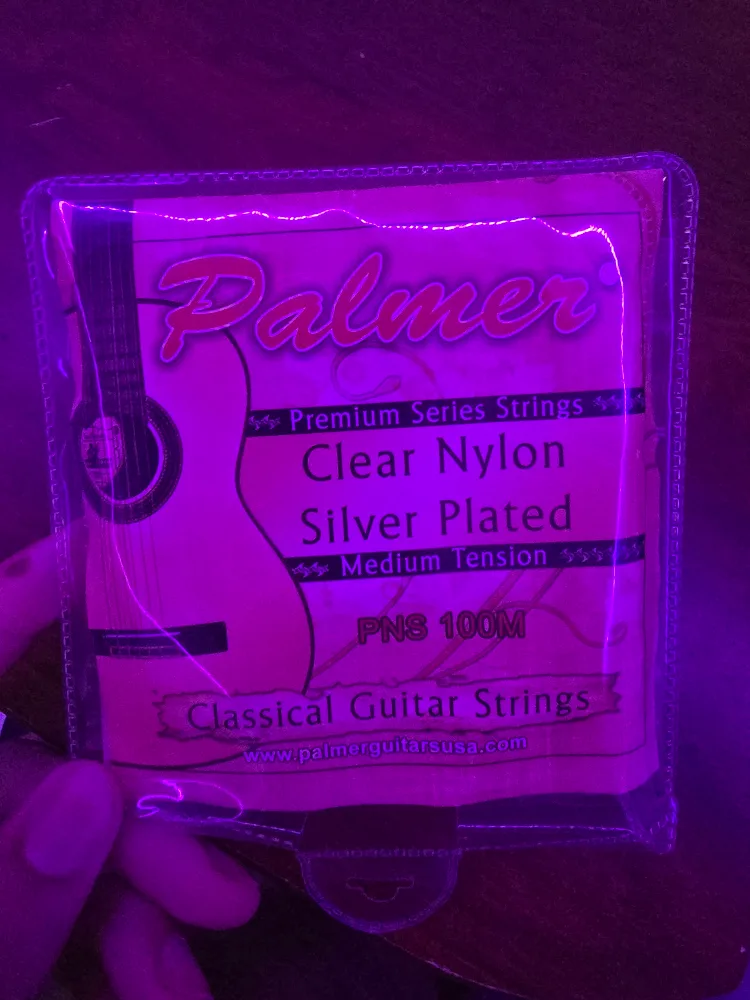 Palmer
Premium Series Strings
Clear Nylon
Silver Plated
Medium Tension
PNS 100M
Classical Guitar Strings
www.palmerguitarsusa.com